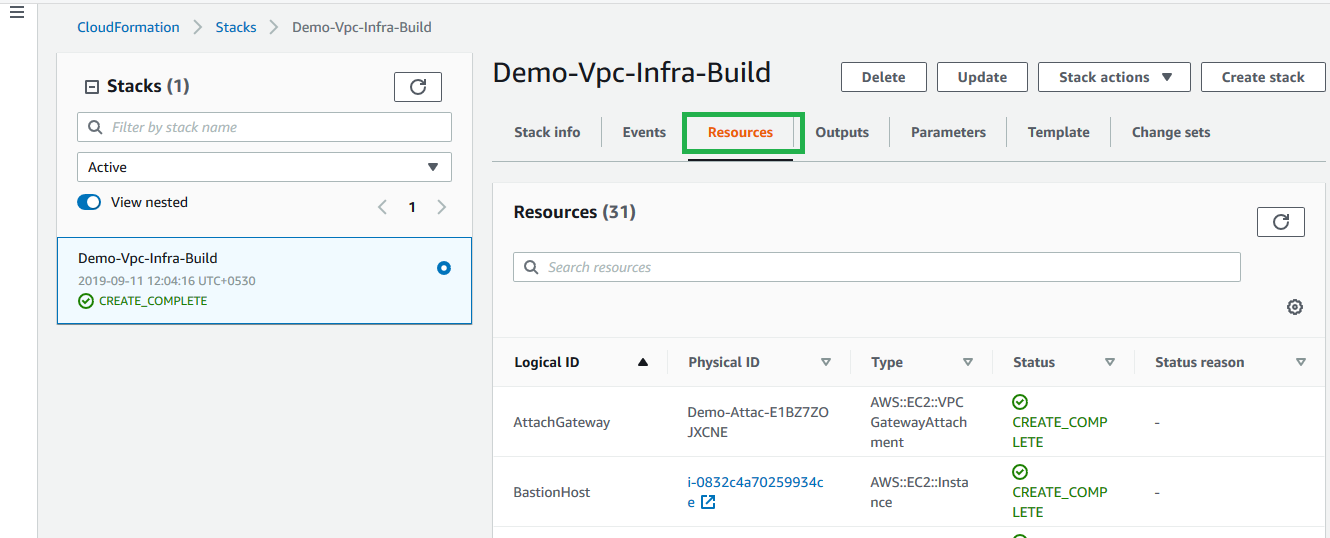 CloudFormation > Stacks > Demo-Vpc-Infra-Build
Stacks (1)
Filter by stack name
Active
View nested
1
Demo-Vpc-Infra-Build
2019-09-11 12:04:16 UTC+0530
CREATE_COMPLETE
Demo-Vpc-Infra-Build
Delete Update Stack actions Create stack
Stack info Events Resources Outputs Parameters Template Change sets
Resources (31)
Search resources
Logical ID Physical ID Type Status Status reason
AttachGateway
Demo-Attac-E1BZ7ZO
JXCNE
AWS::EC2::VPC
GatewayAttach
ment
CREATE_COMP
LETE
-
BastionHost
i-0832c4a70259934c
e
AWS::EC2::Insta
nce
CREATE_COMP
LETE
-